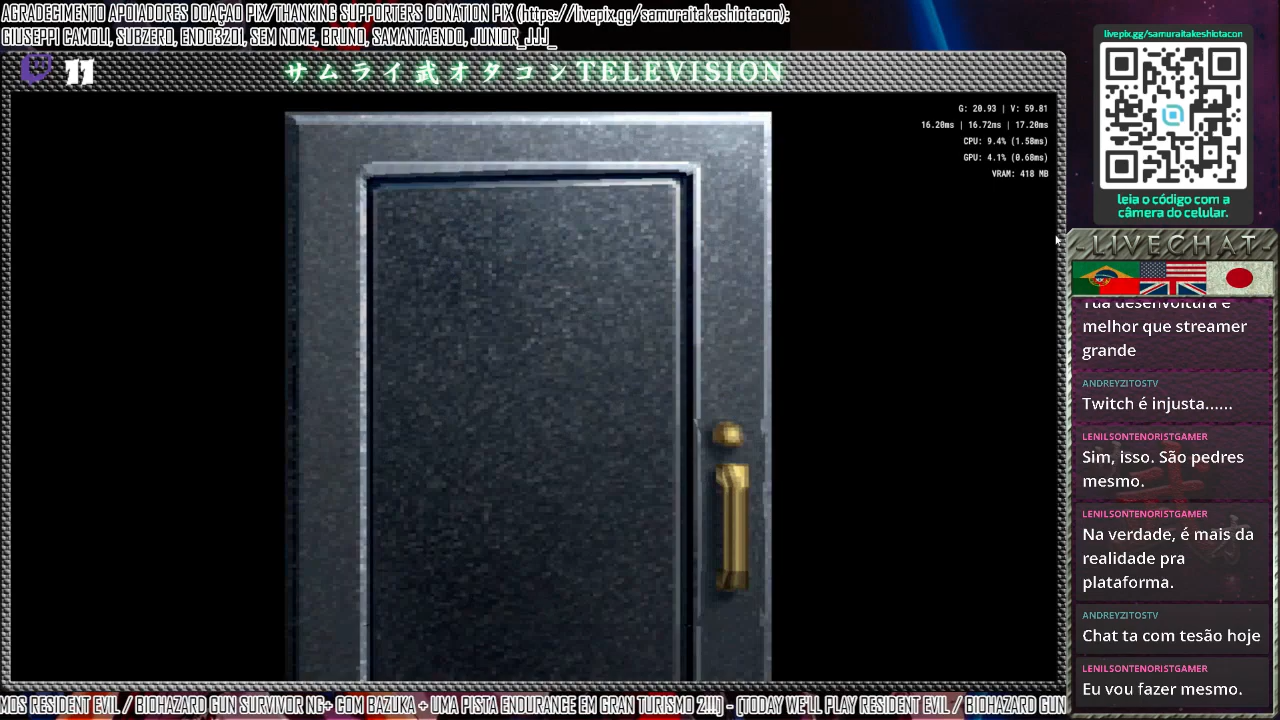 AGRADECIMENTO APOIADORES DOAÇAO PIX/THANKING SUPPORTERS DONATION PIX (https://livepix.gg/samuraitakeshiotacon):
GIUSEPPI CAMOLI, SUBZERO, ENDO3201, SEM NOME, BRUNO, SAMANTAENDO, JUNIOR_JJJ_
11
サムライ武オタコンTELEVISION
G: 20.93 | V: 59.81
16.20ms | 16.72ms | 17.20ms
CPU: 9.4% (1.58ms)
GPU: 4.1% (0.68ms)
VRAM: 418 MB
livepix.gg/samuraitakeshiotacon
leia o código com a
câmera do celular.
-LIVECHAT-
Tua desenvoltura é
melhor que streamer
grande
ANDREYZITOSTV
Twitch é injusta......
LENILSONTENORISTGAMER
Sim, isso. São pedres
mesmo.
LENILSONTENORISTGAMER
Na verdade, é mais da
realidade pra
plataforma.
ANDREYZITOSTV
Chat ta com tesão hoje
LENILSONTENORISTGAMER
Eu vou fazer mesmo.
MOS RESIDENT EVIL / BIOHAZARD GUN SURVIVOR NG+ COM BAZUKA + UMA PISTA ENDURANCE EM GRAN TURISMO 2!!!] - [TODAY WE'LL PLAY RESIDENT EVIL / BIOHAZARD GUN